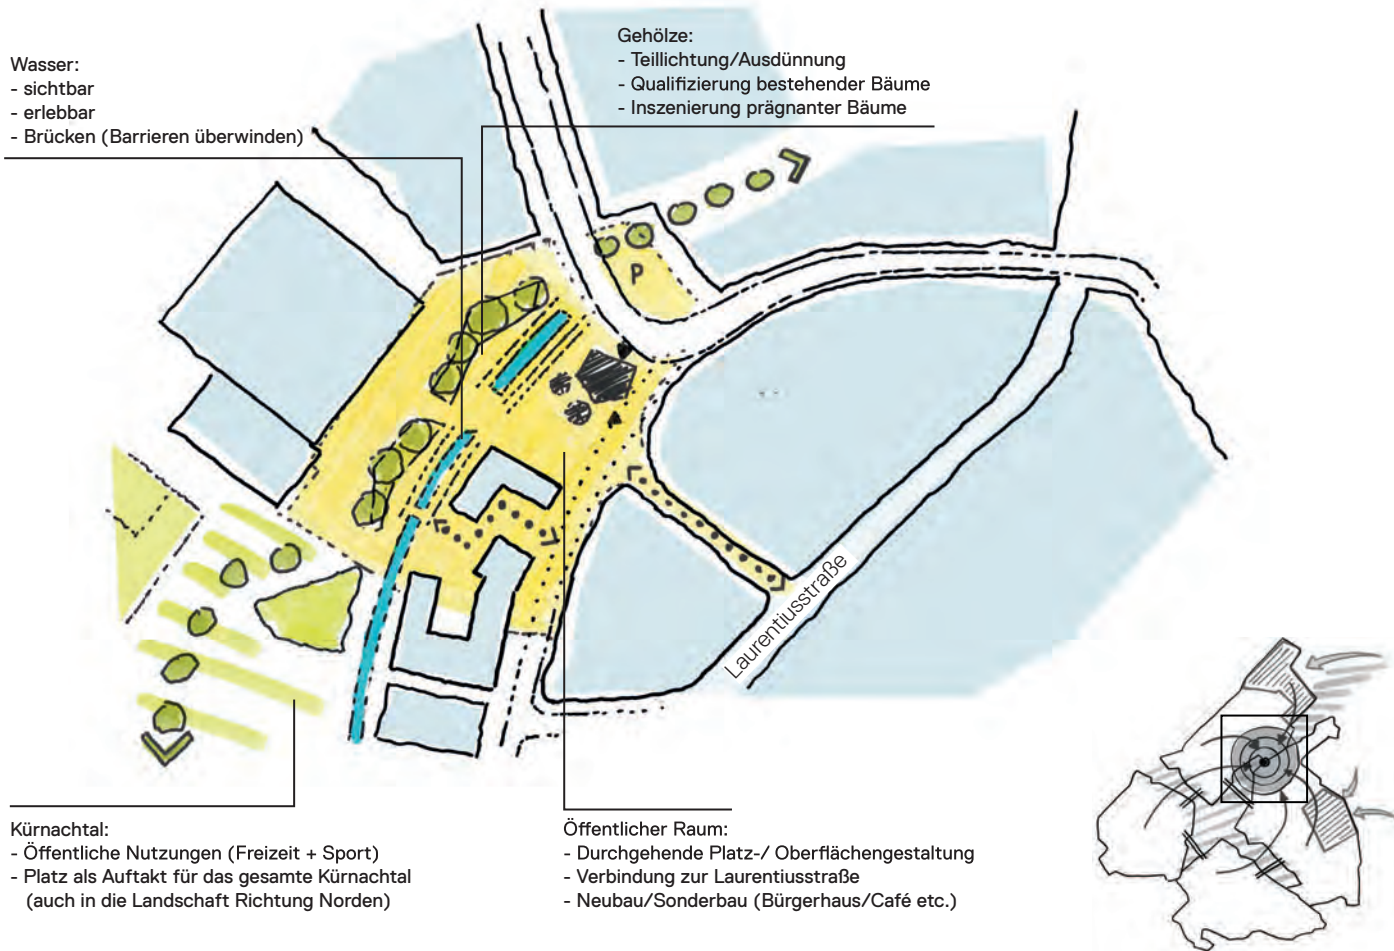 Wasser:
- sichtbar
- erlebbar
- Brücken (Barrieren überwinden)
Gehölze:
- Teillichtung/Ausdünnung
- Qualifizierung bestehender Bäume
- Inszenierung prägnanter Bäume
P
Laurentiusstraße
Kürnachtal:
- Öffentliche Nutzungen (Freizeit + Sport)
- Platz als Auftakt für das gesamte Kürnachtal
(auch in die Landschaft Richtung Norden)
Öffentlicher Raum:
- Durchgehende Platz-/ Oberflächengestaltung
- Verbindung zur Laurentiusstraße
- Neubau/Sonderbau (Bürgerhaus/Café etc.)